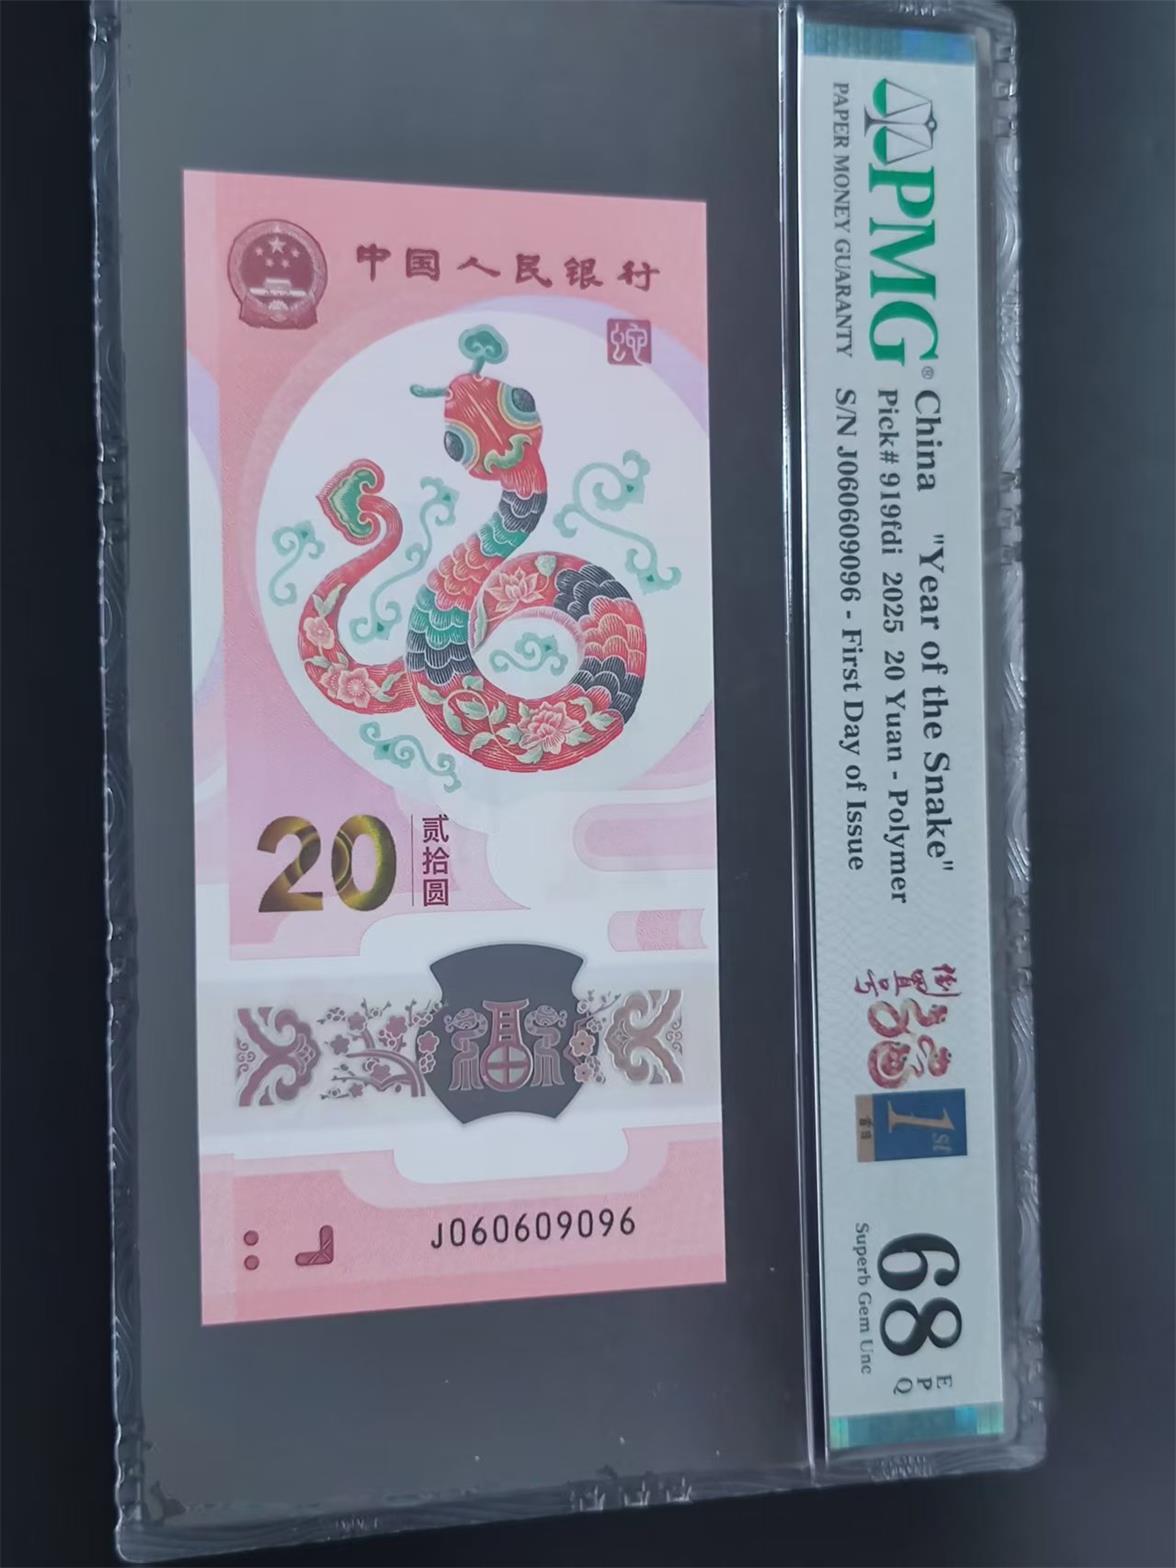 中国人民银行
20
贰拾圆
J060609096
PMG®
PAPER MONEY GUARANTY
China "Year of the Snake"
Pick# 919fdi 2025 20 Yuan - Polymer
S/N J060609096 - First Day of Issue
1st
68
EPQ
Superb Gem Unc